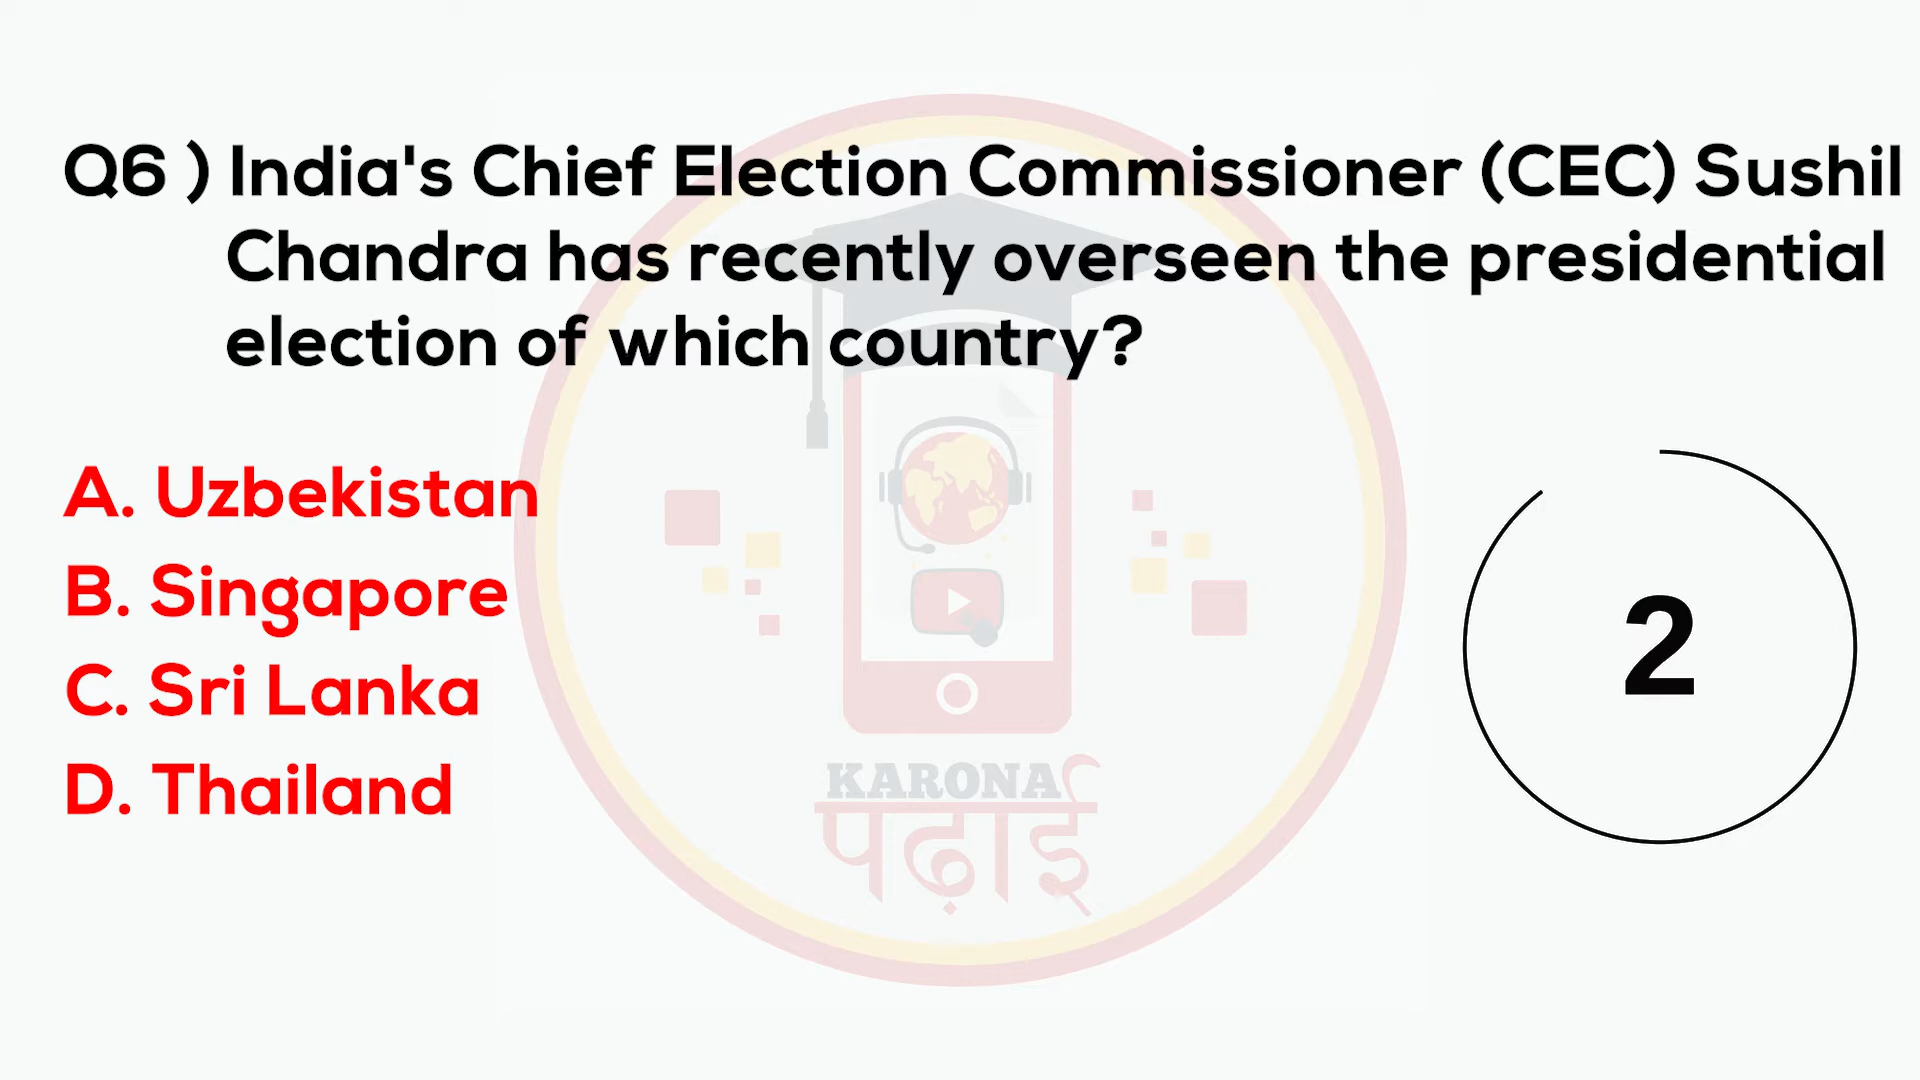 Q6 ) India's Chief Election Commissioner (CEC) Sushil
Chandra has recently overseen the presidential
election of which country?
A. Uzbekistan
B. Singapore
C. Sri Lanka
D. Thailand
2
KARONA
पढ़ाई